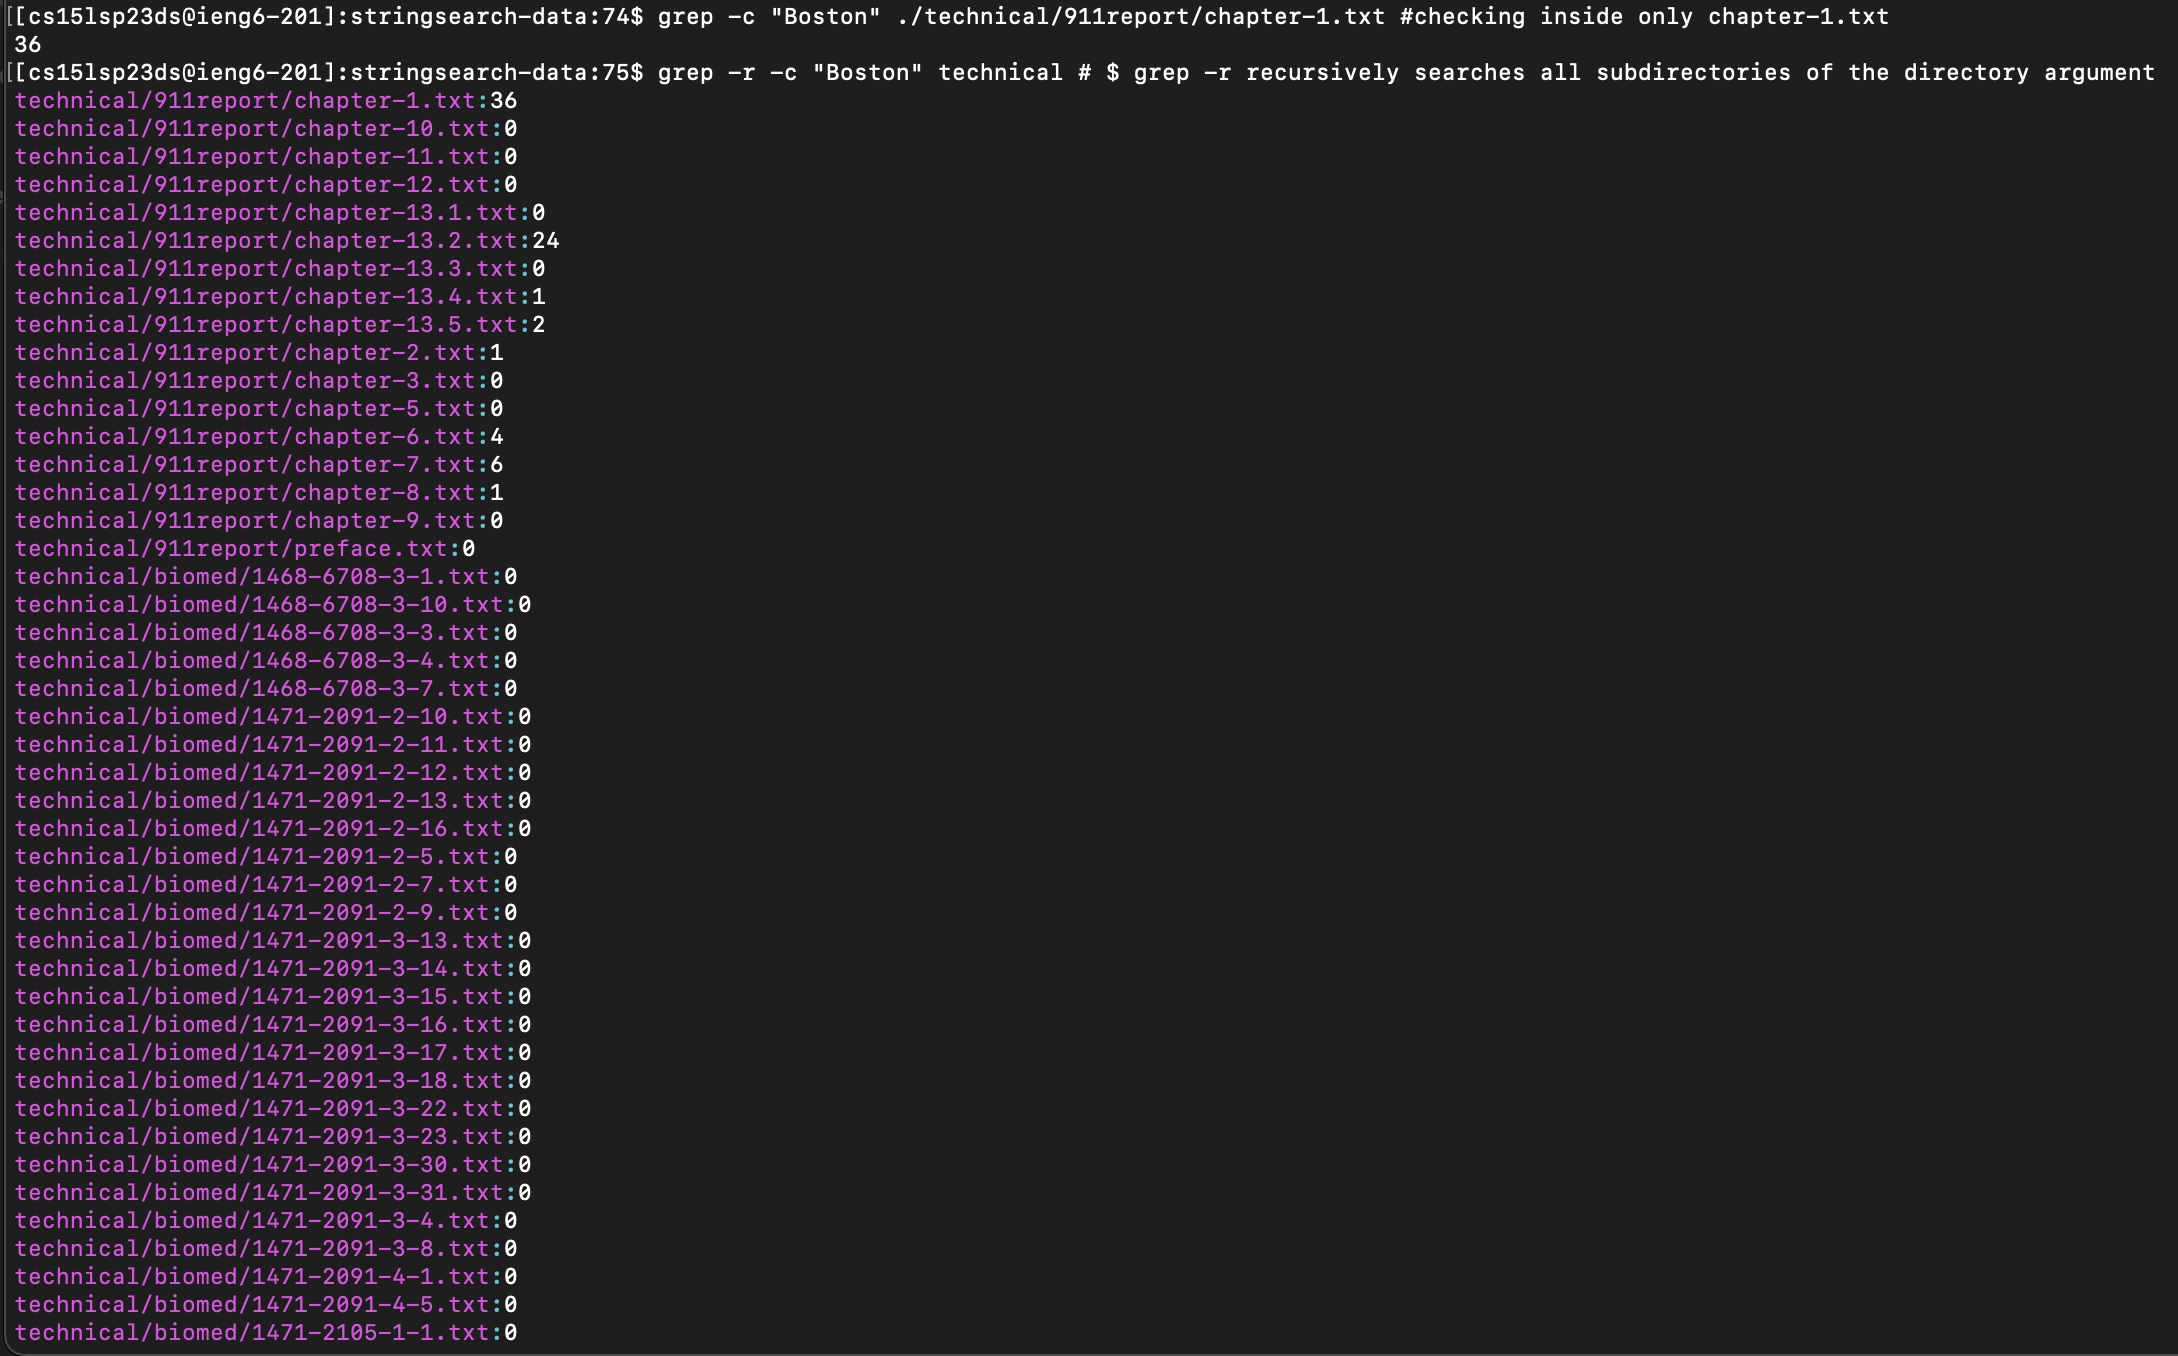 [[cs15lsp23ds@ieng6-201]:stringsearch-data:74$ grep -c "Boston" ./technical/911report/chapter-1.txt #checking inside only chapter-1.txt
36
[[cs15lsp23ds@ieng6-201]:stringsearch-data:75$ grep -r -c "Boston" technical # $ grep -r recursively searches all subdirectories of the directory argument
technical/911report/chapter-1.txt:36
technical/911report/chapter-10.txt:0
technical/911report/chapter-11.txt:0
technical/911report/chapter-12.txt:0
technical/911report/chapter-13.1.txt:0
technical/911report/chapter-13.2.txt:24
technical/911report/chapter-13.3.txt:0
technical/911report/chapter-13.4.txt:1
technical/911report/chapter-13.5.txt:2
technical/911report/chapter-2.txt:1
technical/911report/chapter-3.txt:0
technical/911report/chapter-5.txt:0
technical/911report/chapter-6.txt:4
technical/911report/chapter-7.txt:6
technical/911report/chapter-8.txt:1
technical/911report/chapter-9.txt:0
technical/911report/preface.txt:0
technical/biomed/1468-6708-3-1.txt:0
technical/biomed/1468-6708-3-10.txt:0
technical/biomed/1468-6708-3-3.txt:0
technical/biomed/1468-6708-3-4.txt:0
technical/biomed/1468-6708-3-7.txt:0
technical/biomed/1471-2091-2-10.txt:0
technical/biomed/1471-2091-2-11.txt:0
technical/biomed/1471-2091-2-12.txt:0
technical/biomed/1471-2091-2-13.txt:0
technical/biomed/1471-2091-2-16.txt:0
technical/biomed/1471-2091-2-5.txt:0
technical/biomed/1471-2091-2-7.txt:0
technical/biomed/1471-2091-2-9.txt:0
technical/biomed/1471-2091-3-13.txt:0
technical/biomed/1471-2091-3-14.txt:0
technical/biomed/1471-2091-3-15.txt:0
technical/biomed/1471-2091-3-16.txt:0
technical/biomed/1471-2091-3-17.txt:0
technical/biomed/1471-2091-3-18.txt:0
technical/biomed/1471-2091-3-22.txt:0
technical/biomed/1471-2091-3-23.txt:0
technical/biomed/1471-2091-3-30.txt:0
technical/biomed/1471-2091-3-31.txt:0
technical/biomed/1471-2091-3-4.txt:0
technical/biomed/1471-2091-3-8.txt:0
technical/biomed/1471-2091-4-1.txt:0
technical/biomed/1471-2091-4-5.txt:0
technical/biomed/1471-2105-1-1.txt:0